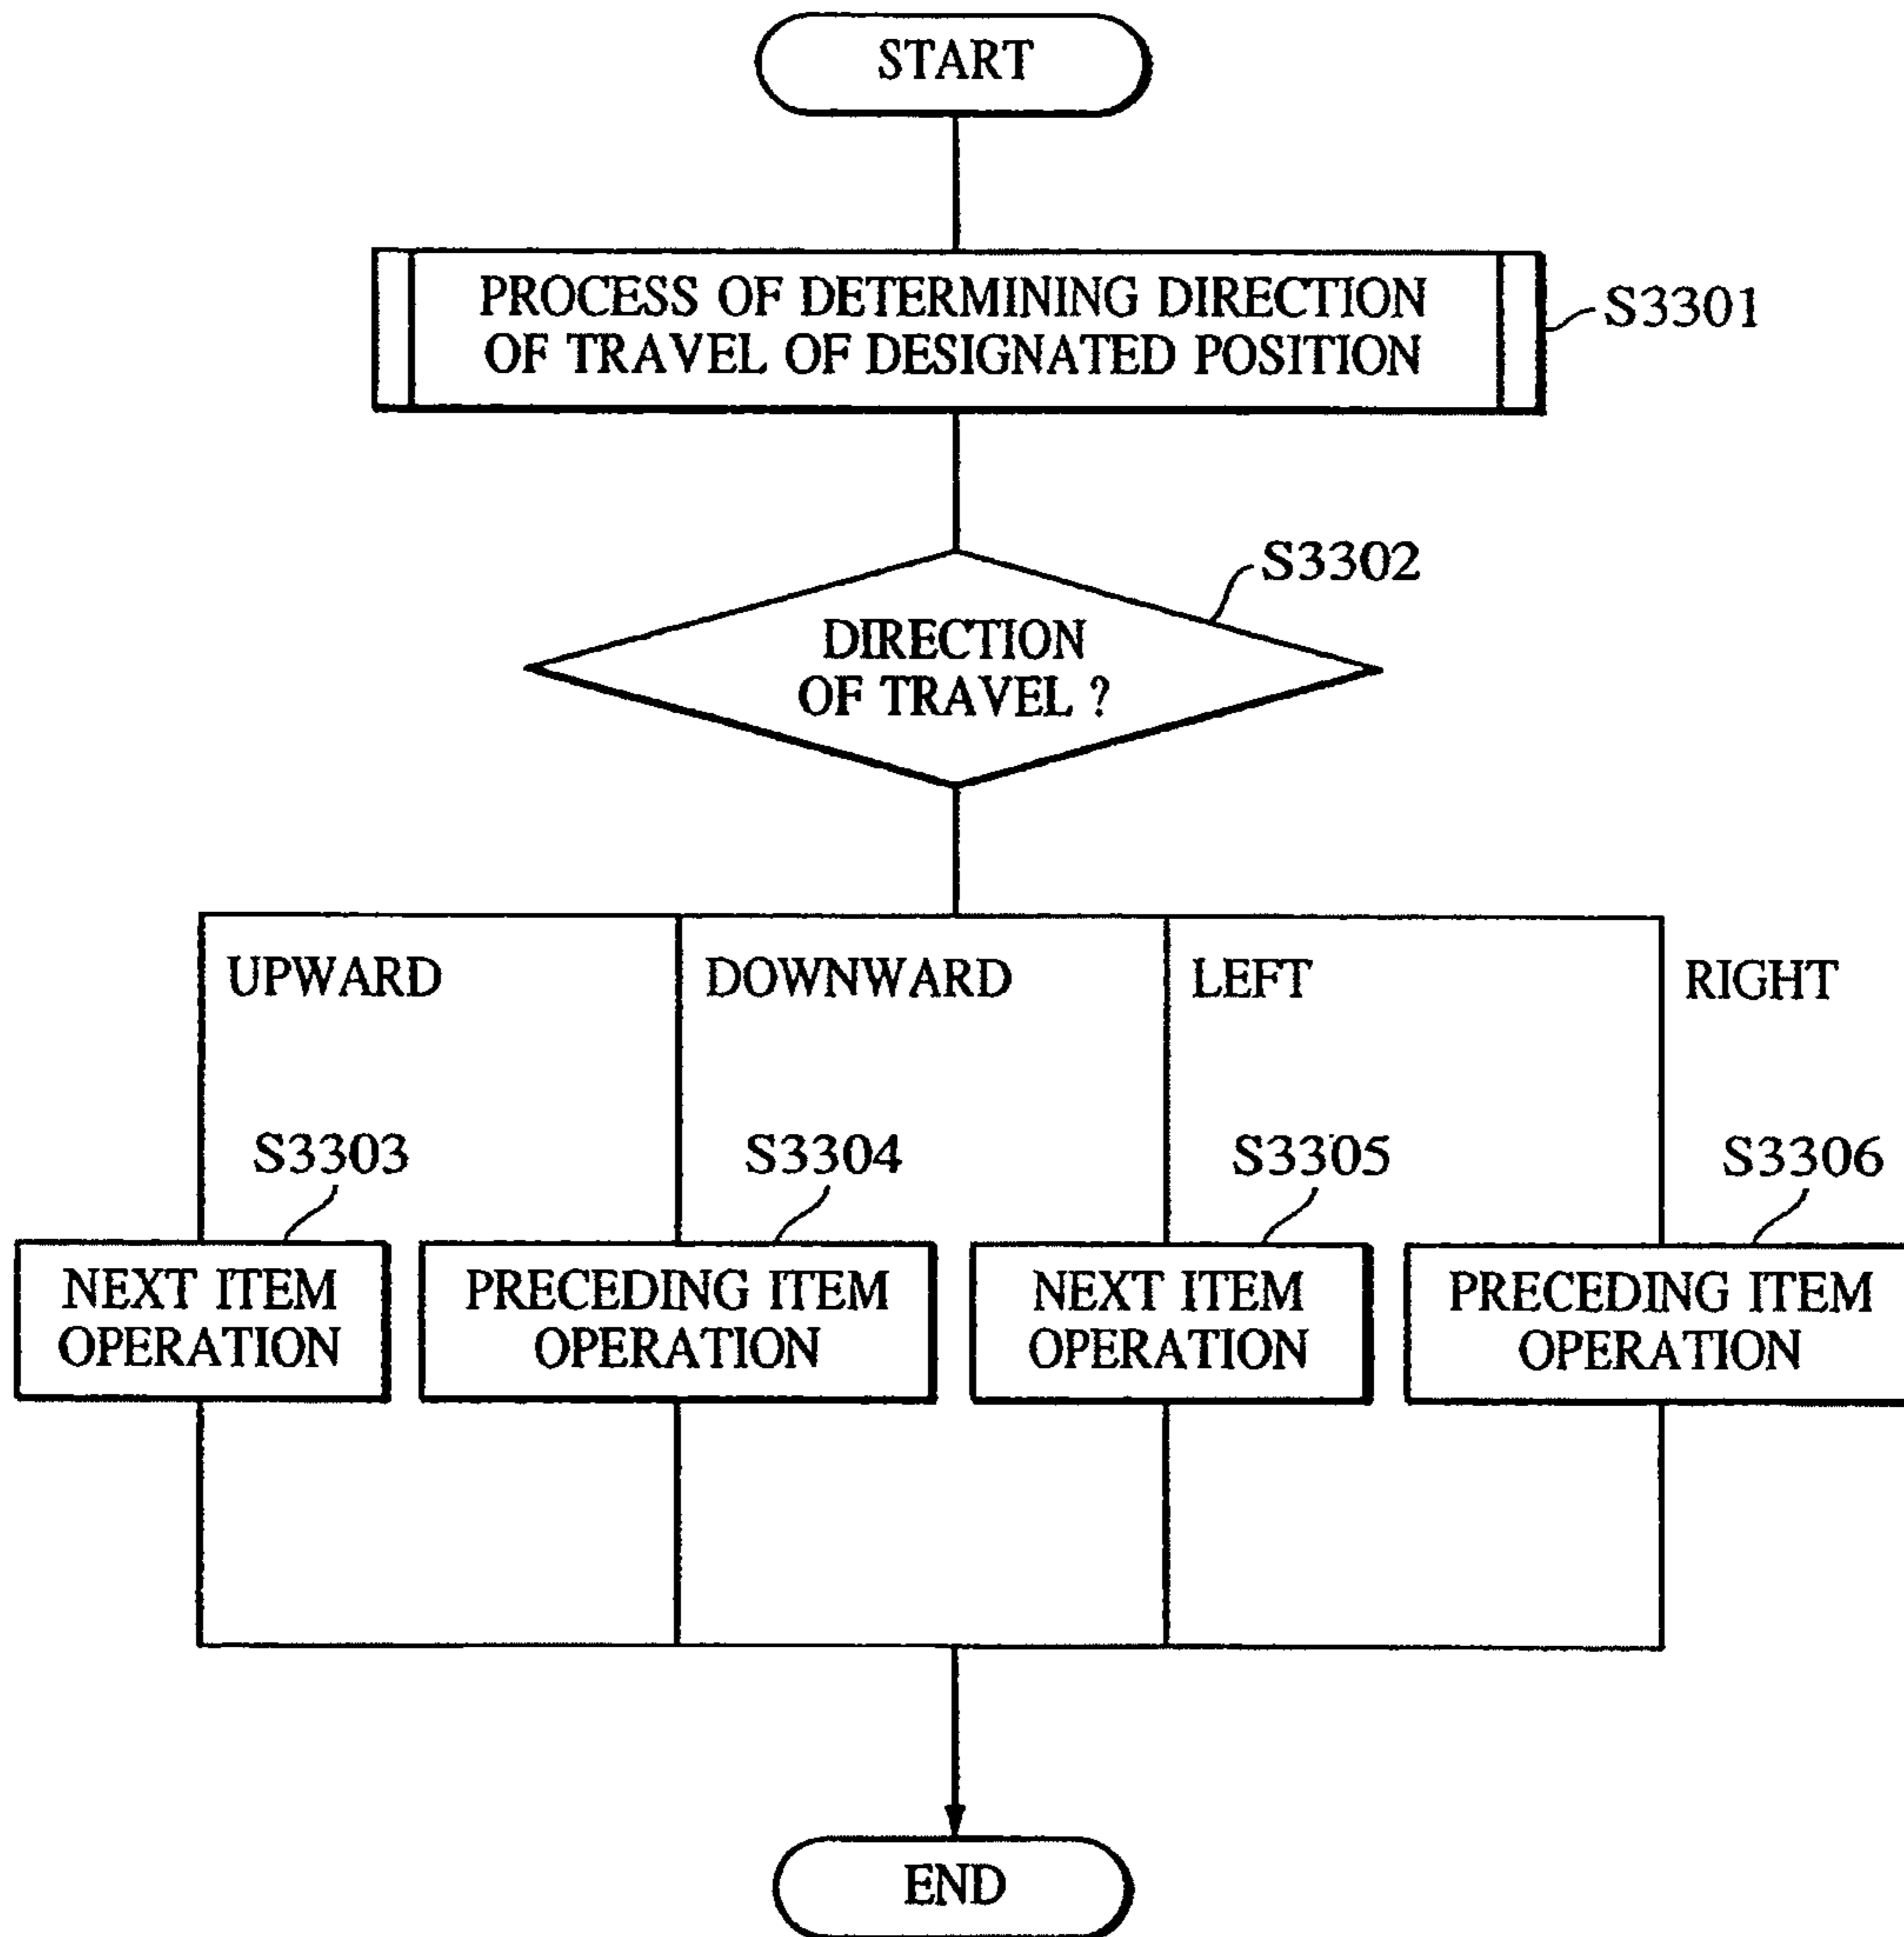 START
PROCESS OF DETERMINING DIRECTION
OF TRAVEL OF DESIGNATED POSITION
S3301
S3302
DIRECTION
OF TRAVEL ?
UPWARD
DOWNWARD
LEFT
RIGHT
S3303
S3304
S3305
S3306
NEXT ITEM
OPERATION
PRECEDING ITEM
OPERATION
NEXT ITEM
OPERATION
PRECEDING ITEM
OPERATION
END